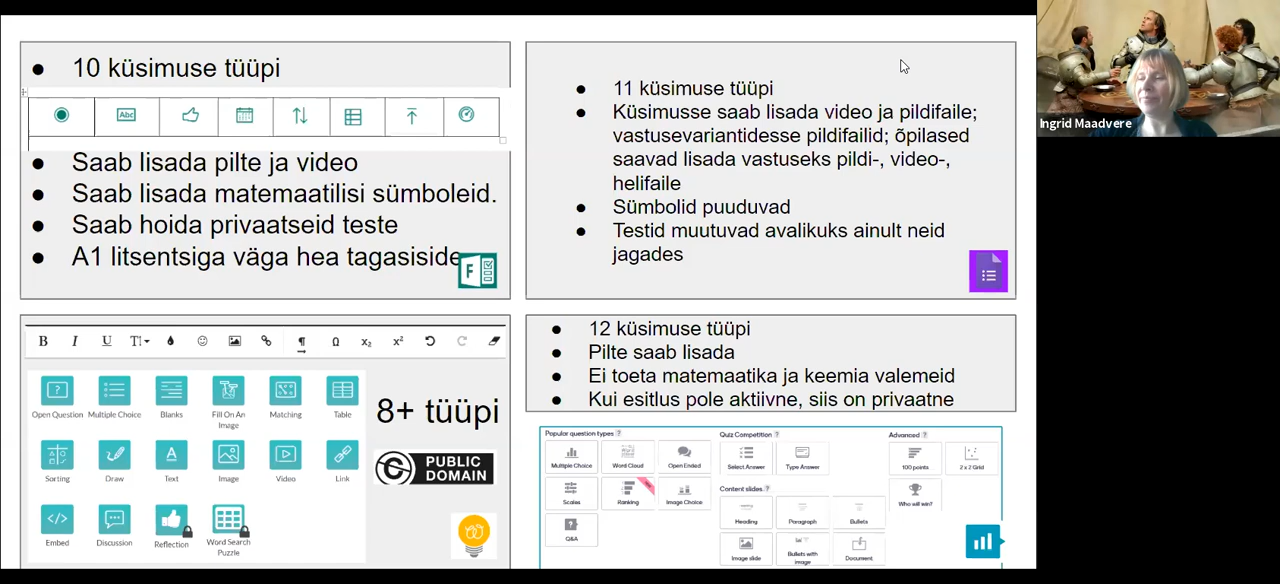 10 küsimuse tüüpi
Abc
Saab lisada pilte ja video
Saab lisada matemaatilisi sümboleid.
Saab hoida privaatseid teste
A1 litsentsiga väga hea tagasiside
F
11 küsimuse tüüpi
Küsimusse saab lisada video ja pildifaile;
vastusevariantidesse pildifailid; õpilased
saavad lisada vastuseks pildi-, video-,
helifaile
Sümbolid puuduvad
Testid muutuvad avalikuks ainult neid
jagades
Ingrid Maadvere
B I U T Ω x₂ x²
Open Question Multiple Choice Blanks Fill On An Image Matching Table
Sorting Draw Text Image Video Link
Embed Discussion Reflection Word Search Puzzle
8+ tüüpi
PUBLIC
DOMAIN
12 küsimuse tüüpi
Pilte saab lisada
Ei toeta matemaatika ja keemia valemeid
Kui esitlus pole aktiivne, siis on privaatne
Popular question types
Multiple Choice Word Cloud Open Ended
Scales Ranking Image Choice
Q&A
Quiz Competition
Select Answer Type Answer
Content slides
Heading Paragraph Bullets
Image slide Bullets with image Document
Advanced
100 points 2 x 2 Grid
Who will win?